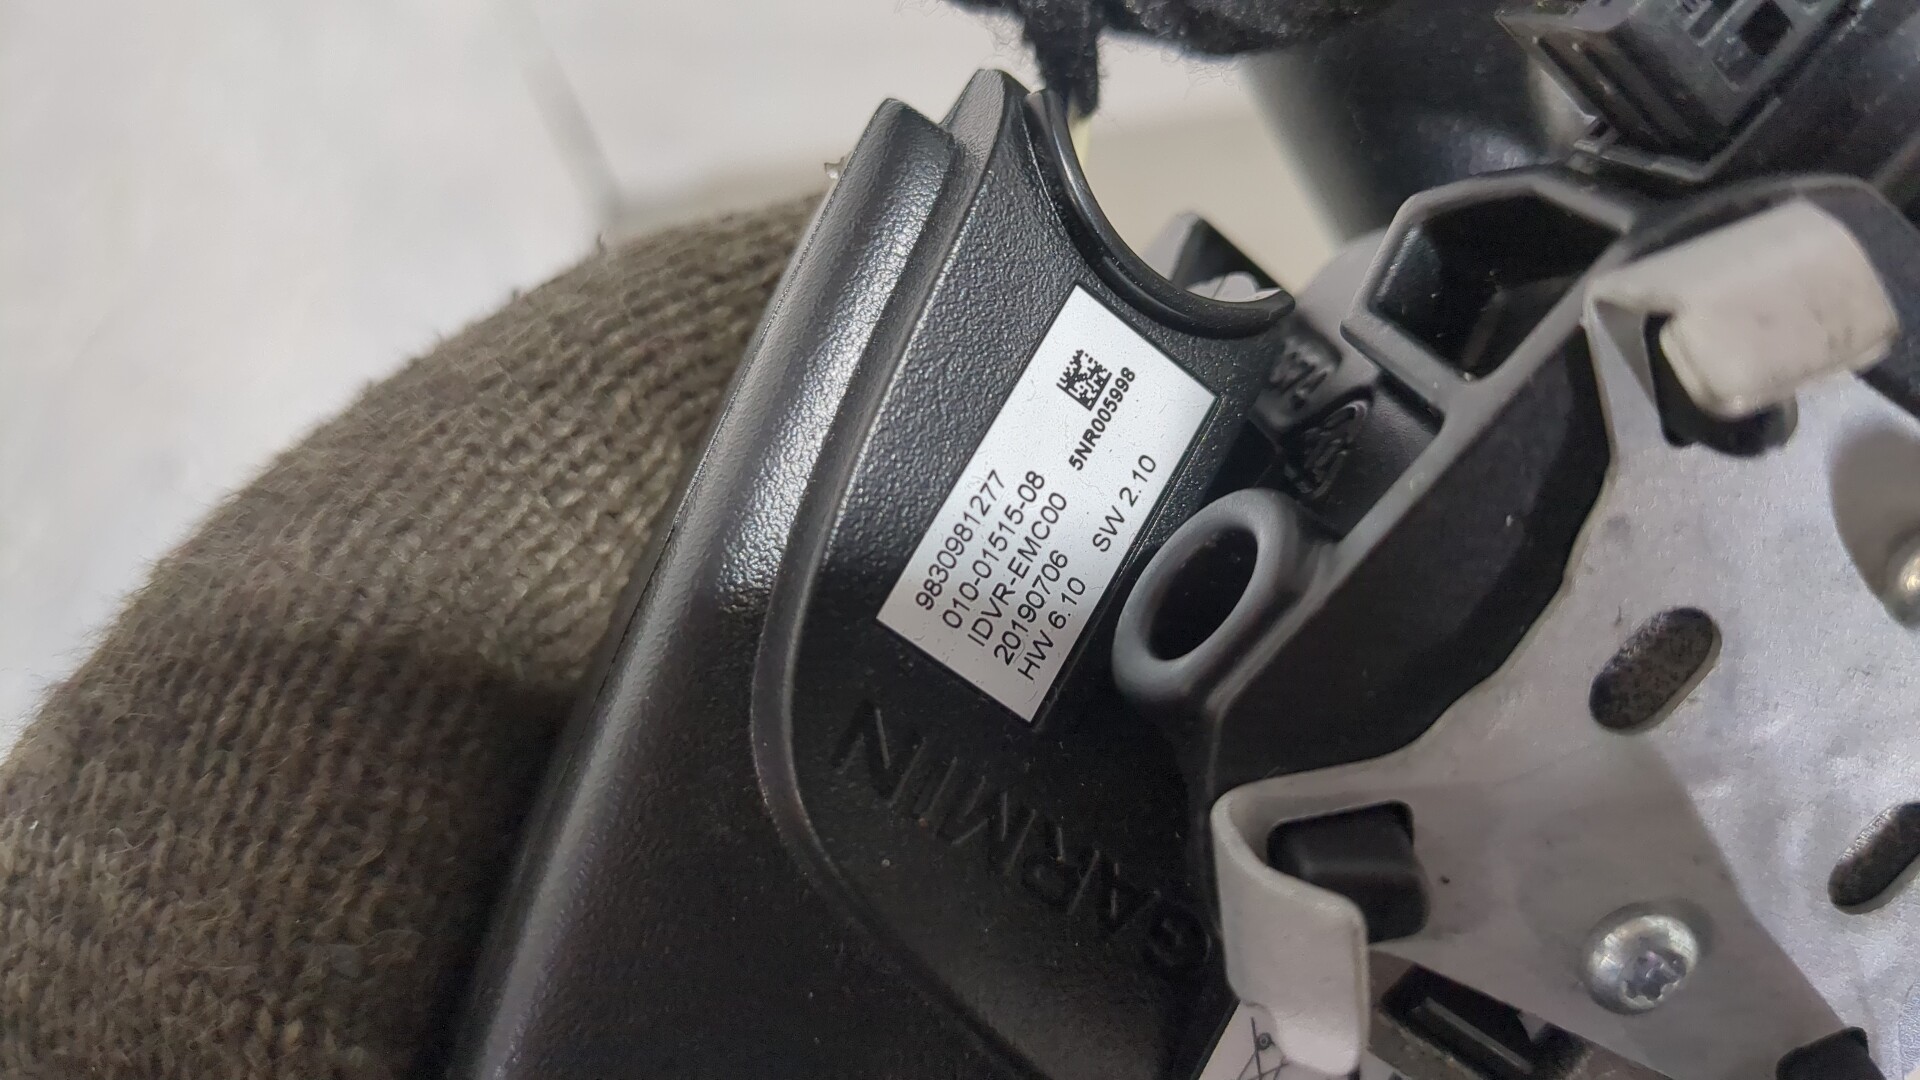 5NR005998
9830981277
010-01515-08
IDVR-EMC00
20190706
HW 6.10 SW 2.10
GARMIN